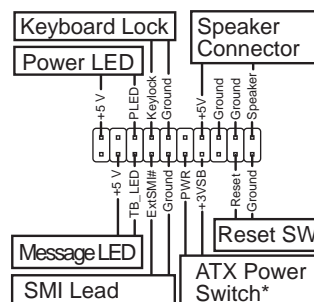 Keyboard Lock
Speaker
Connector
Power LED
+5 V
PLED
Keylock
Ground
+5V
Ground
Ground
Speaker
+5 V
TB_LED
ExtSMI#
Ground
PWR
+3VSB
Reset
Ground
Message LED
Reset SW
SMI Lead
ATX Power
Switch*